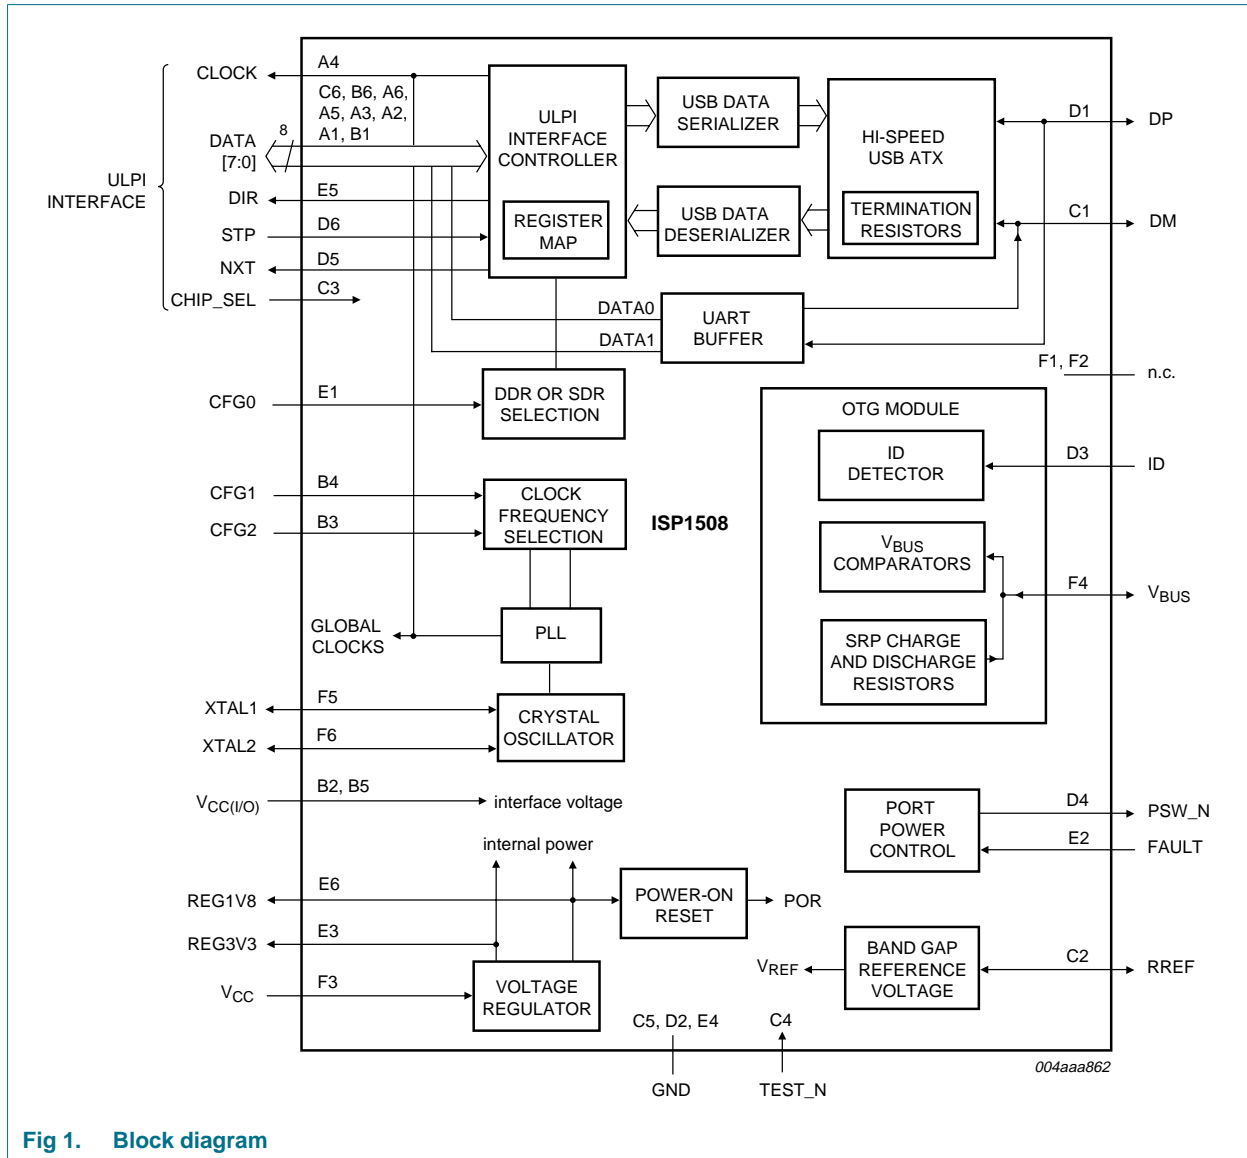 A4
CLOCK
C6, B6, A6,
A5, A3, A2,
A1, B1
8
DATA
[7:0]
ULPI
INTERFACE
E5
DIR
D6
STP
D5
NXT
C3
CHIP_SEL
ULPI
INTERFACE
CONTROLLER
REGISTER
MAP
USB DATA
SERIALIZER
USB DATA
DESERIALIZER
HI-SPEED
USB ATX
TERMINATION
RESISTORS
D1
DP
C1
DM
DATA0
DATA1
UART
BUFFER
F1, F2
n.c.
E1
CFG0
DDR OR SDR
SELECTION
B4
CFG1
B3
CFG2
CLOCK
FREQUENCY
SELECTION
ISP1508
OTG MODULE
ID
DETECTOR
D3
ID
VBUS
COMPARATORS
F4
VBUS
SRP CHARGE
AND DISCHARGE
RESISTORS
GLOBAL
CLOCKS
PLL
F5
XTAL1
F6
XTAL2
CRYSTAL
OSCILLATOR
B2, B5
VCC(I/O)
interface voltage
internal power
E6
REG1V8
E3
REG3V3
F3
VCC
VOLTAGE
REGULATOR
POWER-ON
RESET
POR
PORT
POWER
CONTROL
D4
PSW_N
E2
FAULT
VREF
BAND GAP
REFERENCE
VOLTAGE
C2
RREF
C5, D2, E4
GND
C4
TEST_N
004aaa862
Fig 1. Block diagram